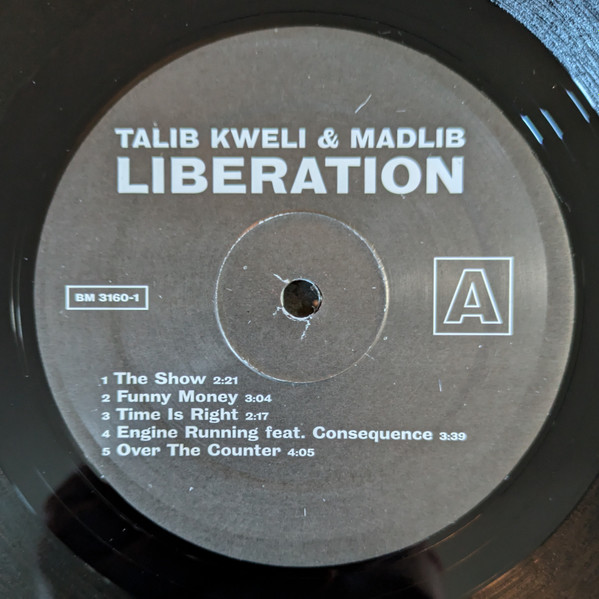 TALIB KWELI & MADLIB
LIBERATION
BM 3160-1
A
1 The Show 2:21
2 Funny Money 3:04
3 Time Is Right 2:17
4 Engine Running feat. Consequence 3:39
5 Over The Counter 4:05